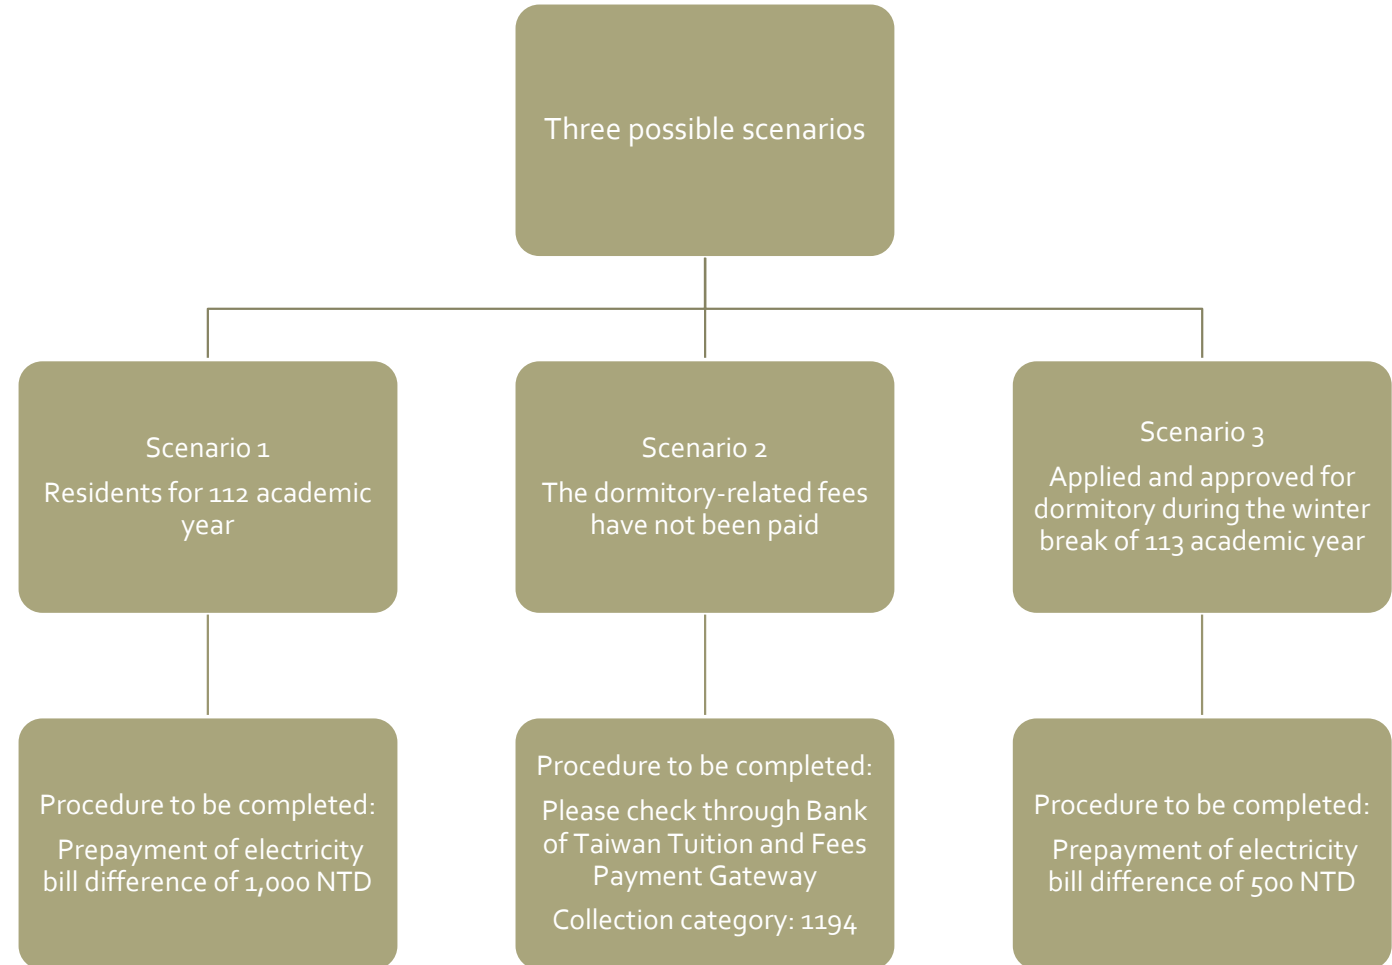 Three possible scenarios
Scenario 1
Residents for 112 academic
year
Scenario 2
The dormitory-related fees
have not been paid
Scenario 3
Applied and approved for
dormitory during the winter
break of 113 academic year
Procedure to be completed:
Prepayment of electricity
bill difference of 1,000 NTD
Procedure to be completed:
Please check through Bank
of Taiwan Tuition and Fees
Payment Gateway
Collection category: 1194
Procedure to be completed:
Prepayment of electricity
bill difference of 500 NTD